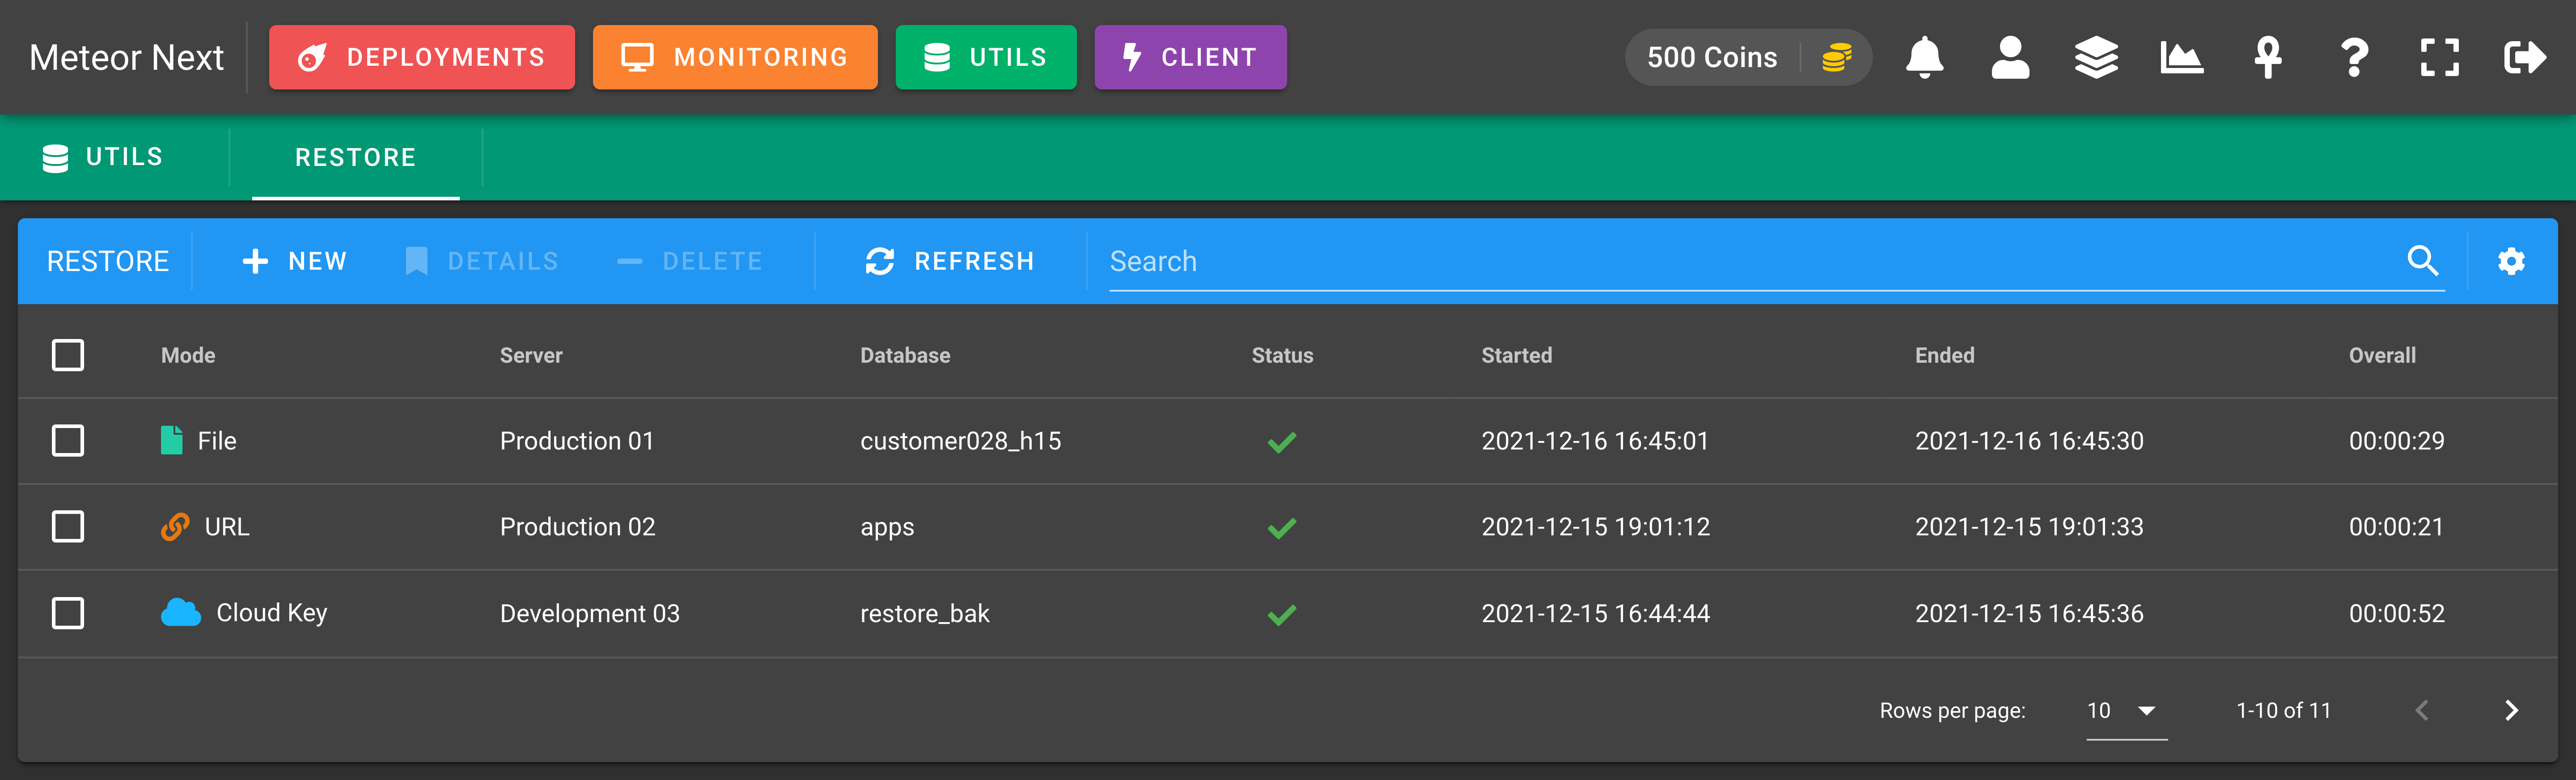 Meteor Next DEPLOYMENTS MONITORING UTILS CLIENT 500 Coins
UTILS RESTORE
RESTORE NEW DETAILS DELETE REFRESH Search
Mode Server Database Status Started Ended Overall
File Production 01 customer028_h15 2021-12-16 16:45:01 2021-12-16 16:45:30 00:00:29
URL Production 02 apps 2021-12-15 19:01:12 2021-12-15 19:01:33 00:00:21
Cloud Key Development 03 restore_bak 2021-12-15 16:44:44 2021-12-15 16:45:36 00:00:52
Rows per page: 10 1-10 of 11